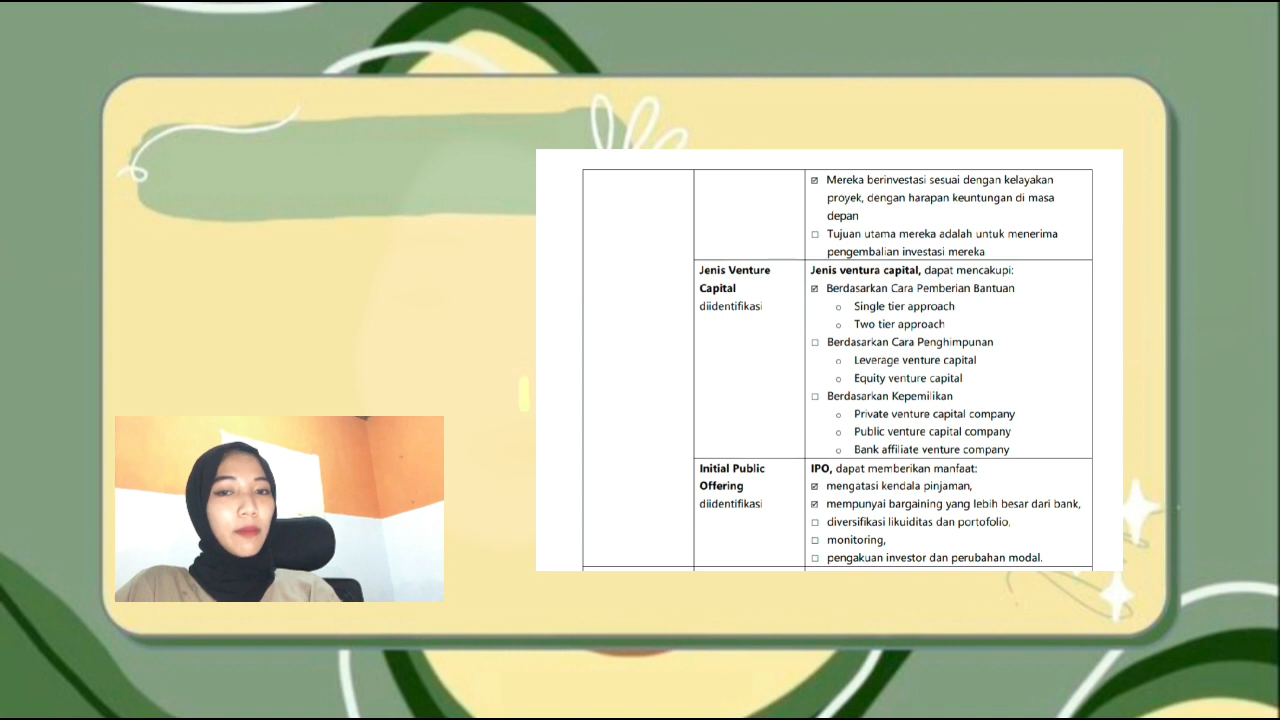 ☑ Mereka berinvestasi sesuai dengan kelayakan
proyek, dengan harapan keuntungan di masa
depan
☐ Tujuan utama mereka adalah untuk menerima
pengembalian investasi mereka
Jenis Venture
Capital
diidentifikasi
Jenis ventura capital, dapat mencakupi:
☑ Berdasarkan Cara Pemberian Bantuan
o Single tier approach
o Two tier approach
☐ Berdasarkan Cara Penghimpunan
o Leverage venture capital
o Equity venture capital
☐ Berdasarkan Kepemilikan
o Private venture capital company
o Public venture capital company
o Bank affiliate venture company
Initial Public
Offering
diidentifikasi
IPO, dapat memberikan manfaat:
☑ mengatasi kendala pinjaman,
☑ mempunyai bargaining yang lebih besar dari bank,
☐ diversifikasi likuiditas dan portofolio,
☐ monitoring,
☐ pengakuan investor dan perubahan modal.